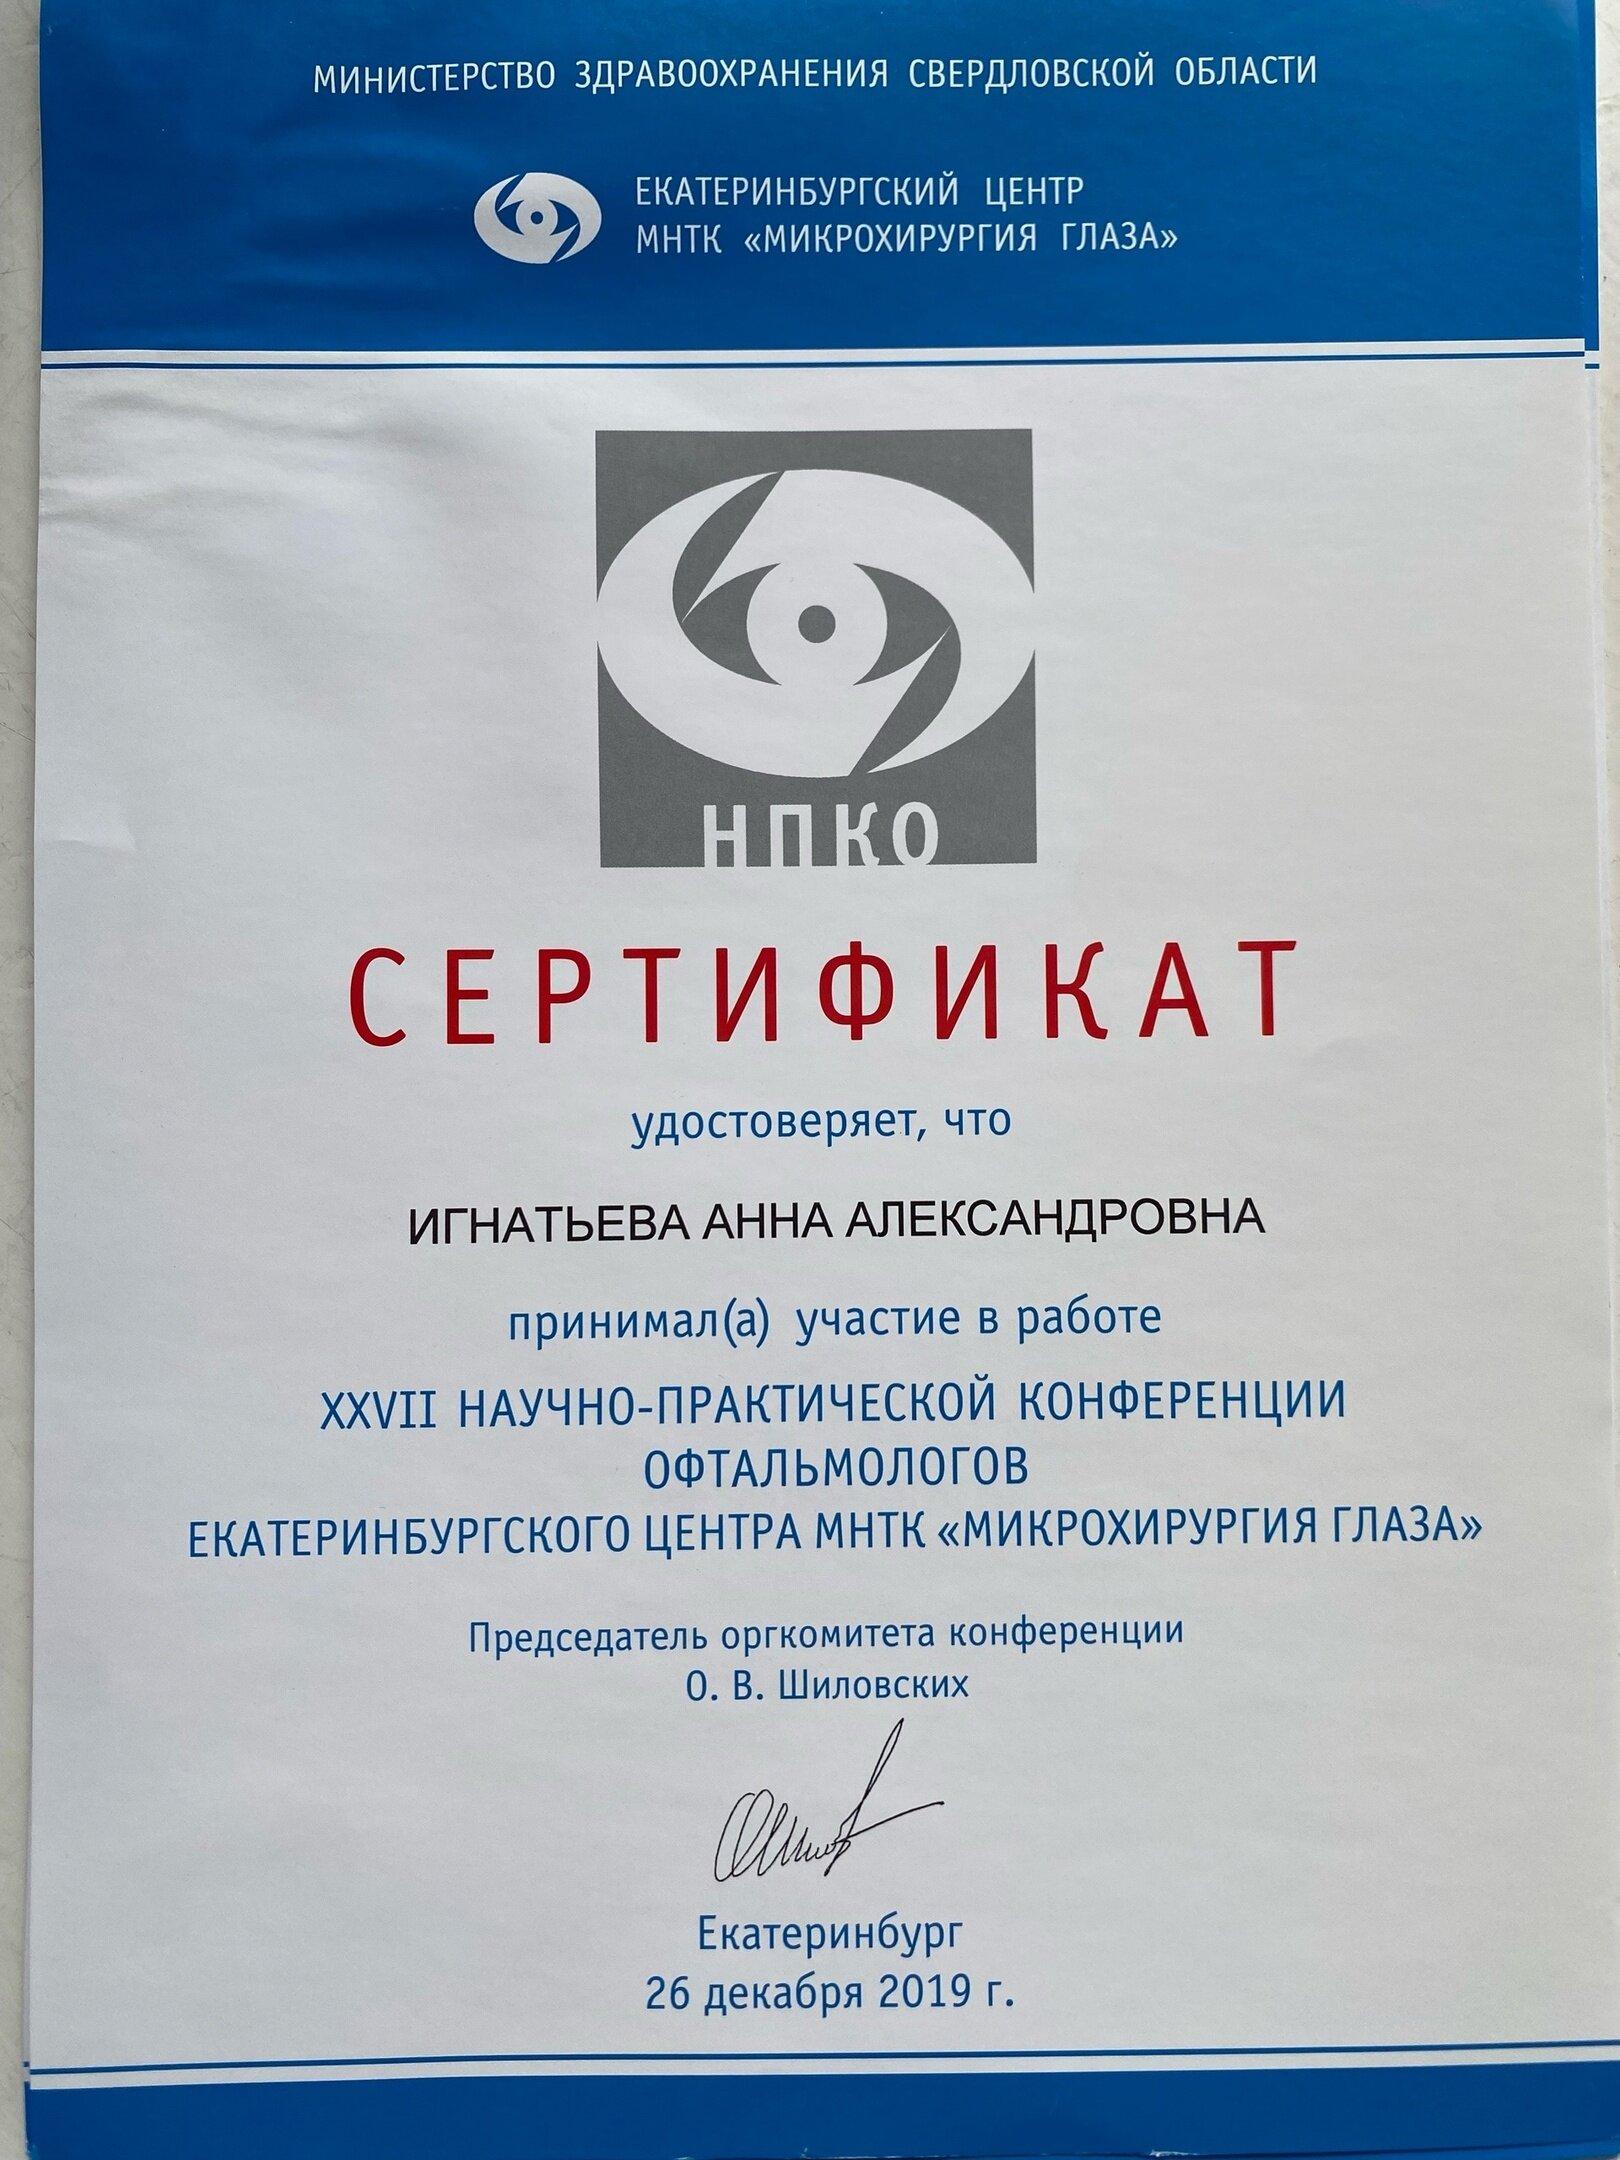 МИНИСТЕРСТВО ЗДРАВООХРАНЕНИЯ СВЕРДЛОВСКОЙ ОБЛАСТИ
ЕКАТЕРИНБУРГСКИЙ ЦЕНТР
МНТК «МИКРОХИРУРГИЯ ГЛАЗА»
НПКО
СЕРТИФИКАТ
удостоверяет, что
ИГНАТЬЕВА АННА АЛЕКСАНДРОВНА
принимал(а) участие в работе
XXVII НАУЧНО-ПРАКТИЧЕСКОЙ КОНФЕРЕНЦИИ
ОФТАЛЬМОЛОГОВ
ЕКАТЕРИНБУРГСКОГО ЦЕНТРА МНТК «МИКРОХИРУРГИЯ ГЛАЗА»
Председатель оргкомитета конференции
О. В. Шиловских
Екатеринбург
26 декабря 2019 г.